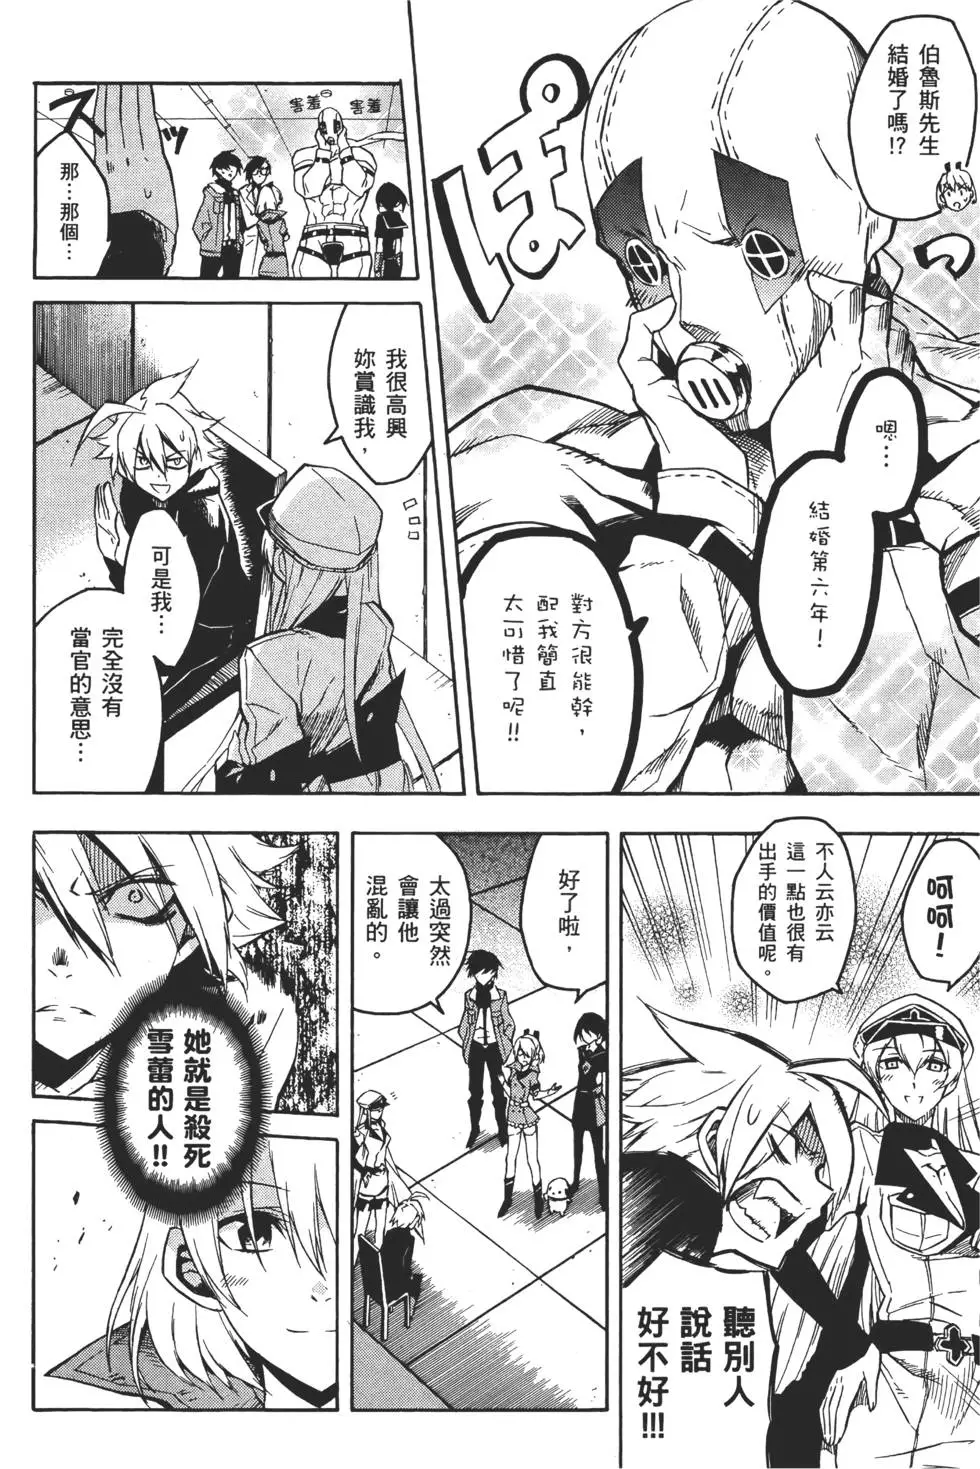 伯魯斯先生
結婚了嗎!?
ぽっ
嗯…
結婚第六年!
對方很能幹,
配我簡直
太可惜了呢!!
害羞
害羞
ス
ッ
那…那個…
我很高興
妳賞識我,
可是我…
完全沒有
當官的意思…
呵呵!
不人云亦云
這一點也很有
出手的價值呢。
聽別人
說話
好不好!!!
好了啦,
太過突然
會讓他
混亂的。
她就是殺死
雪蕾的人!!